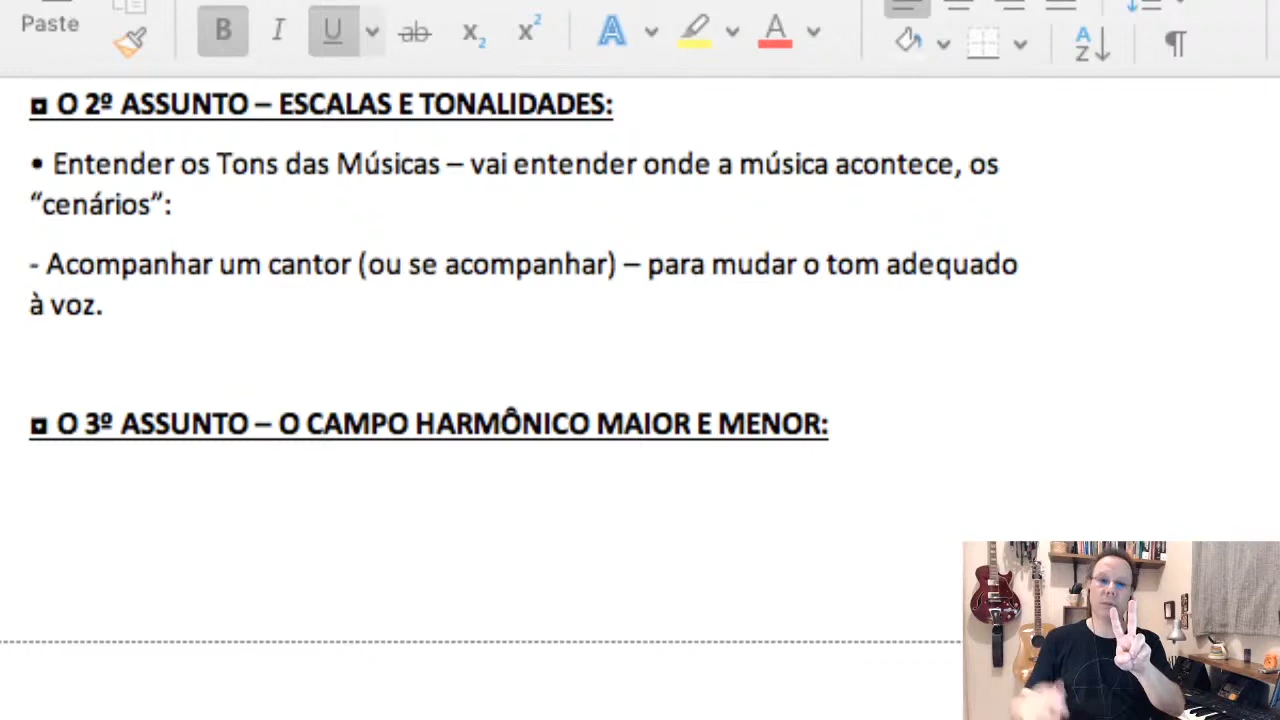 Paste
B I U ab x2 x2 A A
A
Z
¶
◘ O 2º ASSUNTO – ESCALAS E TONALIDADES:
• Entender os Tons das Músicas – vai entender onde a música acontece, os
“cenários”:
- Acompanhar um cantor (ou se acompanhar) – para mudar o tom adequado
à voz.
◘ O 3º ASSUNTO – O CAMPO HARMÔNICO MAIOR E MENOR: